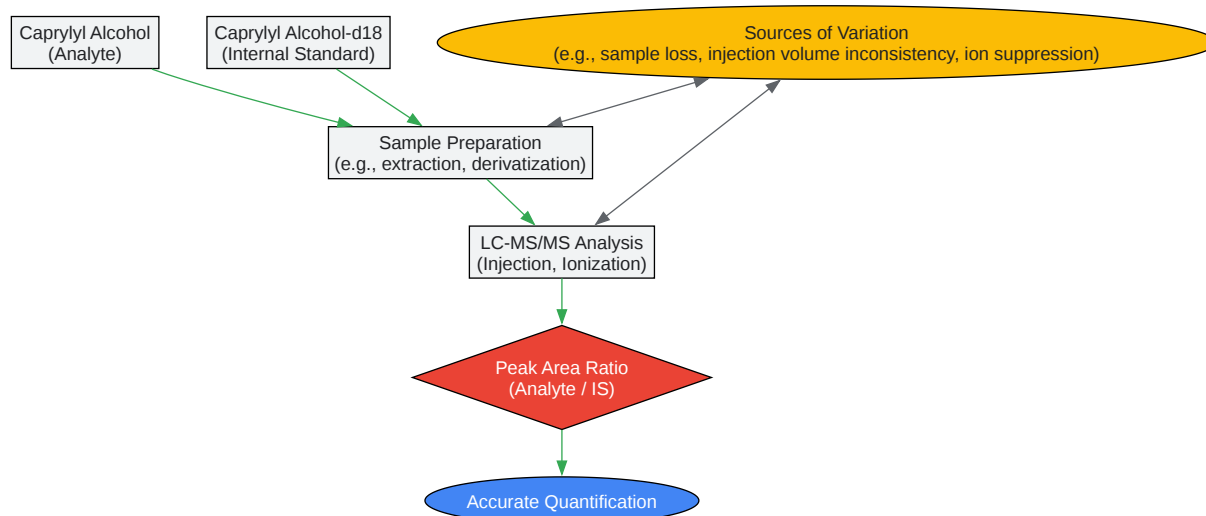 Caprylyl Alcohol
(Analyte)
Caprylyl Alcohol-d18
(Internal Standard)
Sources of Variation
(e.g., sample loss, injection volume inconsistency, ion suppression)
Sample Preparation
(e.g., extraction, derivatization)
LC-MS/MS Analysis
(Injection, Ionization)
Peak Area Ratio
(Analyte / IS)
Accurate Quantification